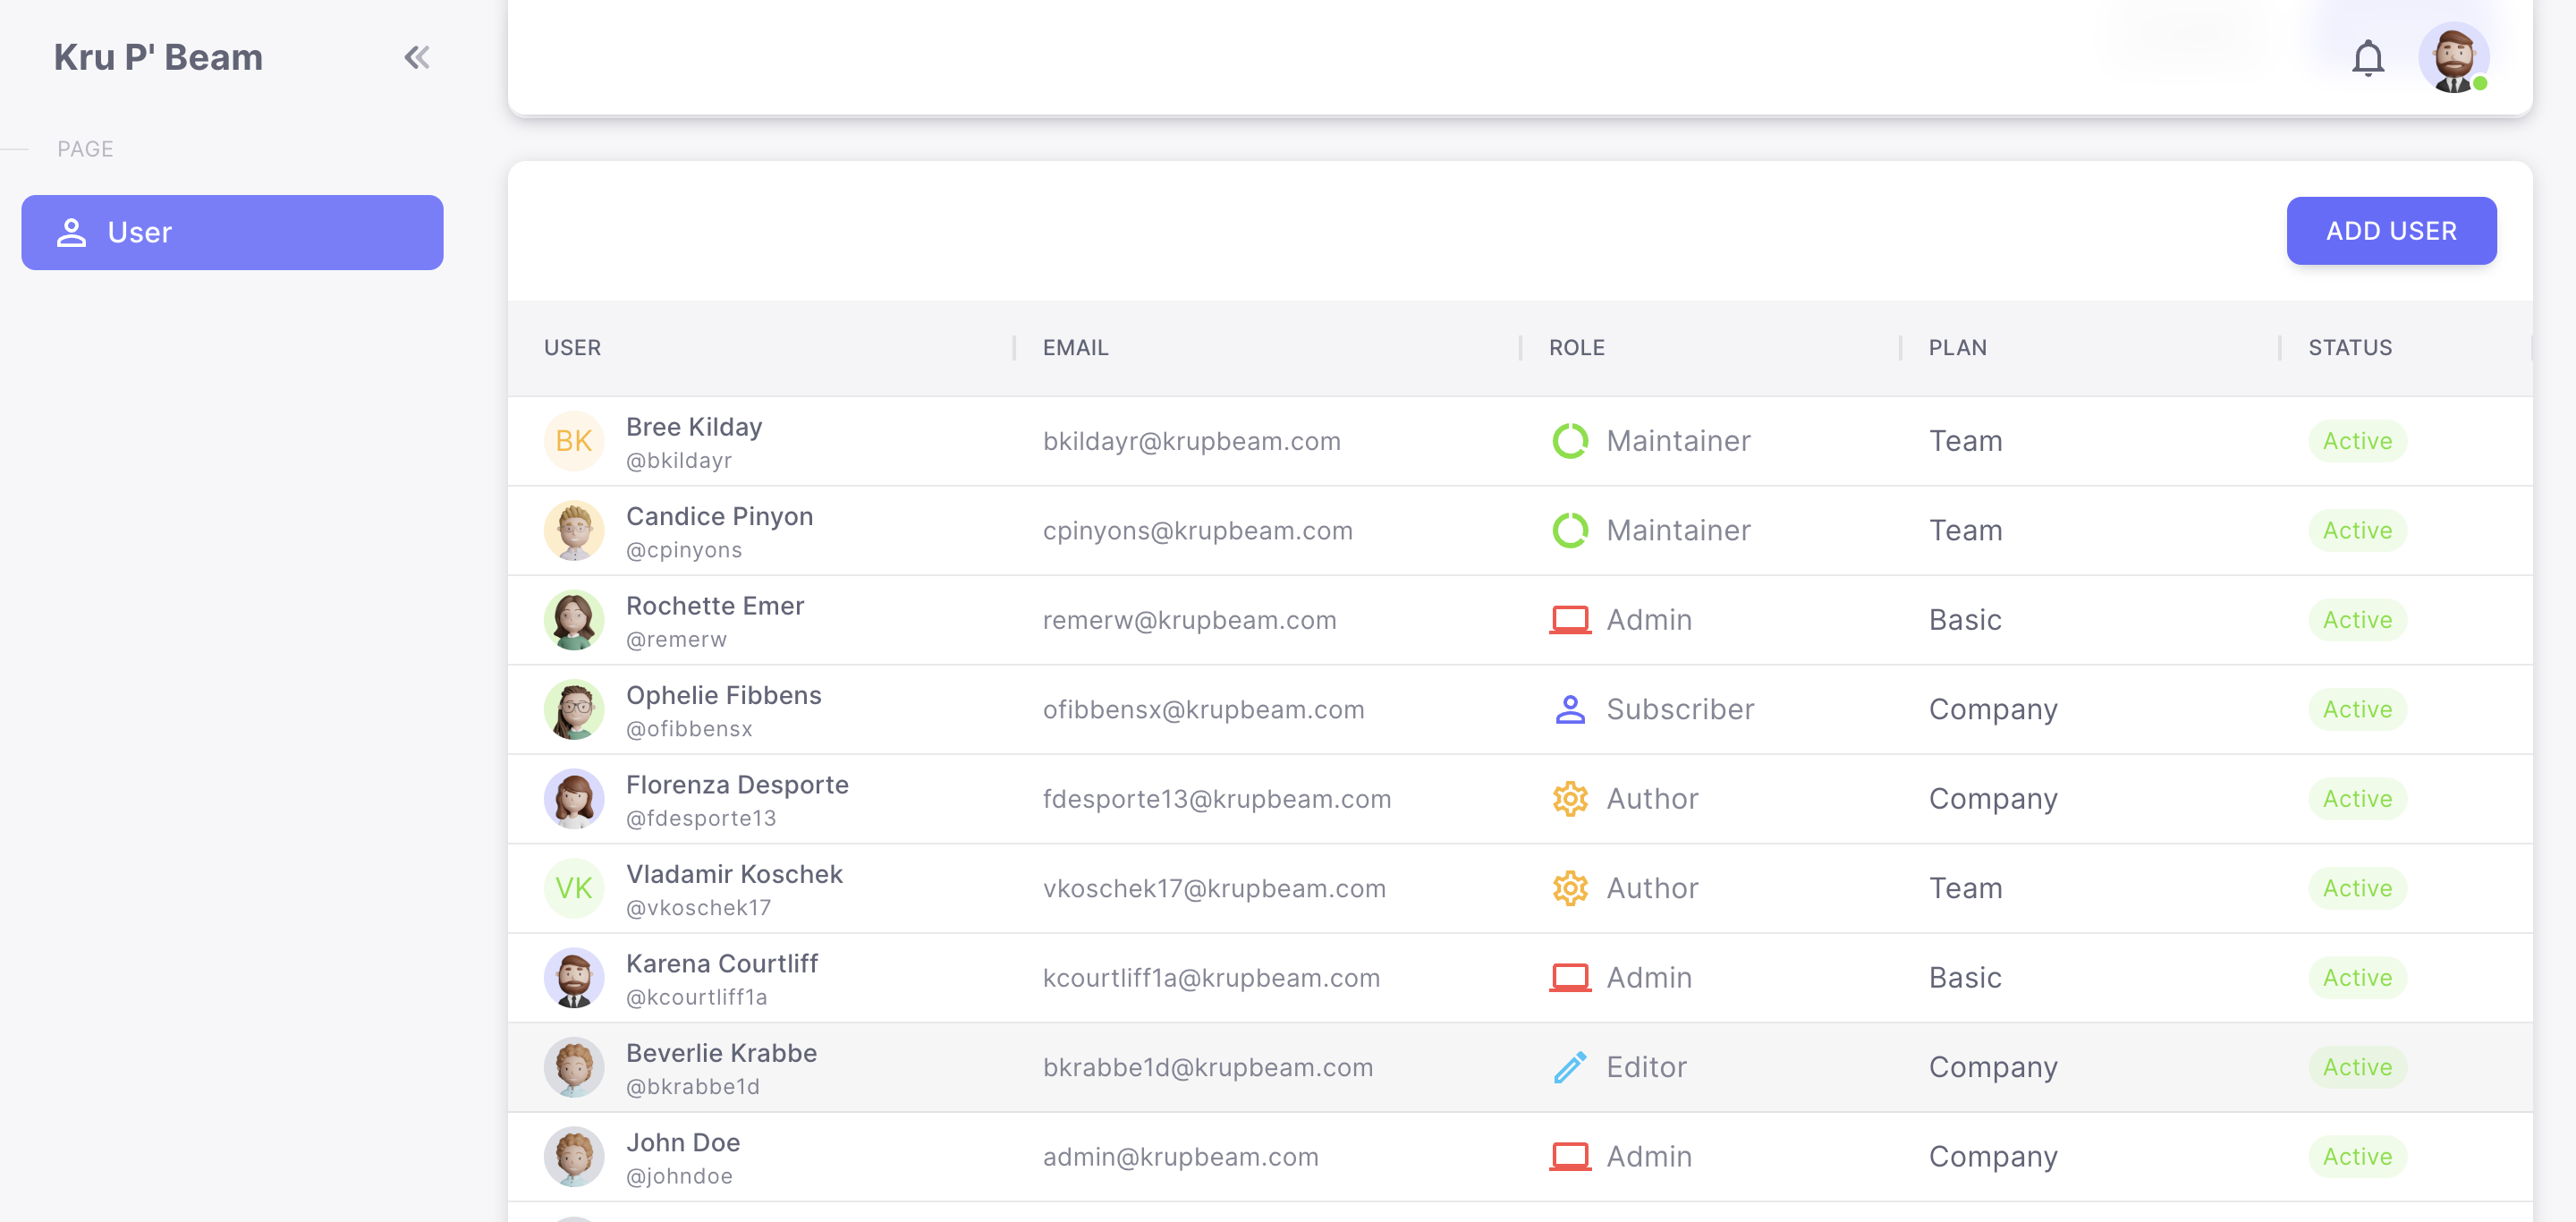 Kru P' Beam
PAGE
User
ADD USER
USER EMAIL ROLE PLAN STATUS
BK Bree Kilday bkildayr@krupbeam.com Maintainer Team Active
@bkildayr
Candice Pinyon cpinyons@krupbeam.com Maintainer Team Active
@cpinyons
Rochette Emer remerw@krupbeam.com Admin Basic Active
@remerw
Ophelie Fibbens ofibbensx@krupbeam.com Subscriber Company Active
@ofibbensx
Florenza Desporte fdesporte13@krupbeam.com Author Company Active
@fdesporte13
VK Vladamir Koschek vkoschek17@krupbeam.com Author Team Active
@vkoschek17
Karena Courtliff kcourtliff1a@krupbeam.com Admin Basic Active
@kcourtliff1a
Beverlie Krabbe bkrabbe1d@krupbeam.com Editor Company Active
@bkrabbe1d
John Doe admin@krupbeam.com Admin Company Active
@johndoe